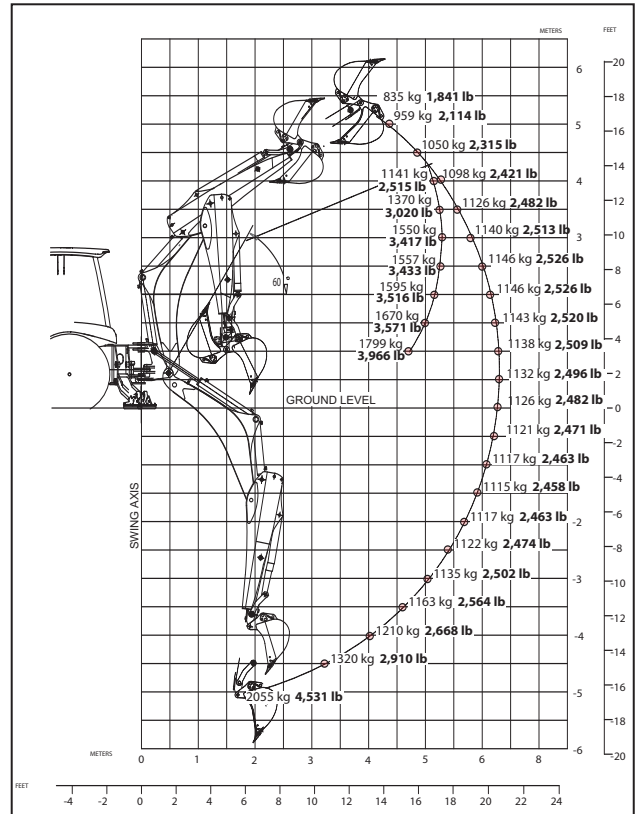 METERS FEET
6 20
18
835 kg 1,841 lb
959 kg 2,114 lb
5 16
1050 kg 2,315 lb
14
1141 kg 1098 kg 2,421 lb
2,515 lb
4
1370 kg 1126 kg 2,482 lb
3,020 lb
12
1550 kg 1140 kg 2,513 lb
3,417 lb
3 10
1557 kg 1146 kg 2,526 lb
3,433 lb
8
60
1595 kg 1146 kg 2,526 lb
3,516 lb
6
1670 kg 1143 kg 2,520 lb
3,571 lb
4
1799 kg 1138 kg 2,509 lb
3,966 lb
2
1132 kg 2,496 lb
GROUND LEVEL
1126 kg 2,482 lb
0
1121 kg 2,471 lb
-2
1117 kg 2,463 lb
-4
SWING AXIS
1115 kg 2,458 lb
1117 kg 2,463 lb
-2 -6
1122 kg 2,474 lb
-8
1135 kg 2,502 lb
-3 -10
1163 kg 2,564 lb
-12
1210 kg 2,668 lb
-4
-14
1320 kg 2,910 lb
-16
-5
2055 kg 4,531 lb
-18
-6 -20
METERS 0 1 2 3 4 5 6 2 8
FEET
-4 -2 0 2 4 6 8 10 12 14 16 18 20 22 24